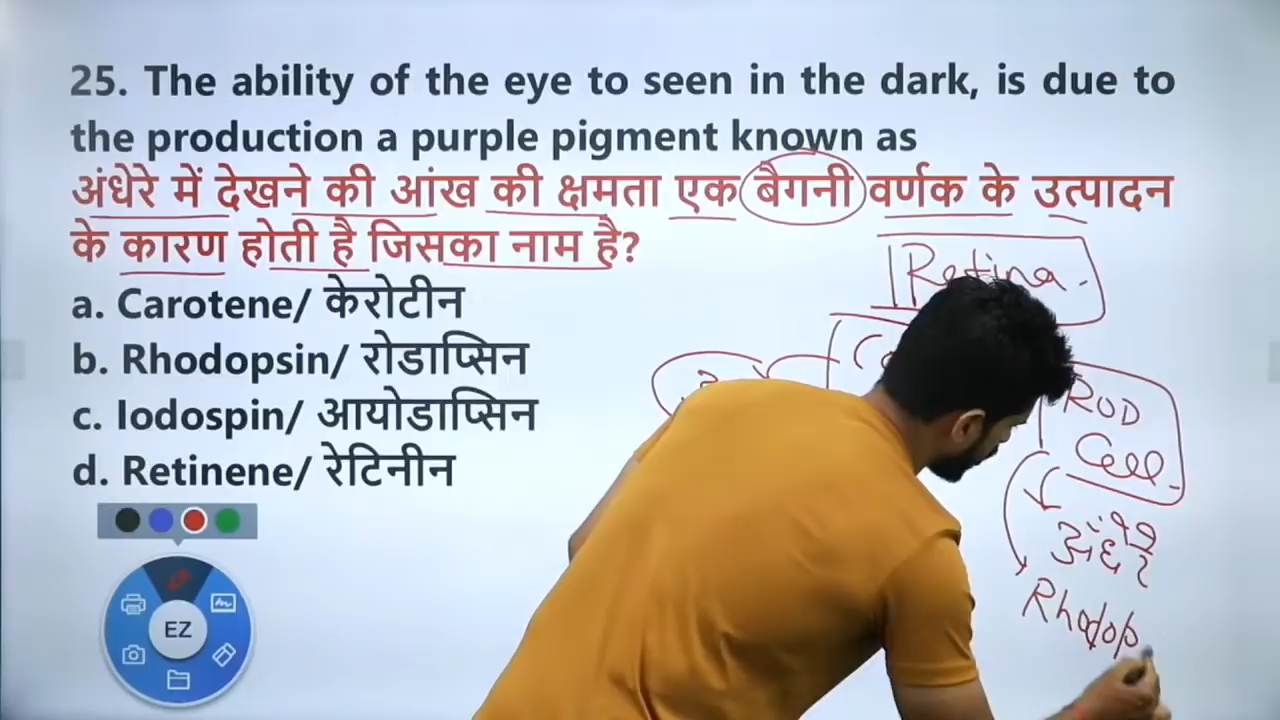 25. The ability of the eye to seen in the dark, is due to
the production a purple pigment known as
अंधेरे में देखने की आंख की क्षमता एक बैगनी वर्णक के उत्पादन
के कारण होती है जिसका नाम है?
Retina
a. Carotene/ केरोटीन
b. Rhodopsin/ रोडाप्सिन
ROD
c. Iodospin/ आयोडाप्सिन
Cell
d. Retinene/ रेटिनीन
Rhodop
EZ